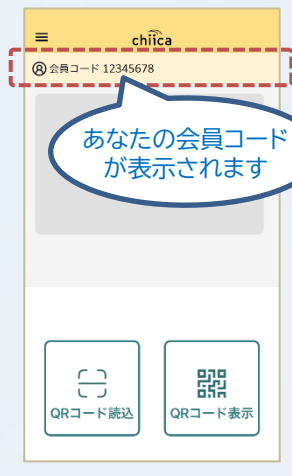 chiica
会員コード 12345678
あなたの会員コード
が表示されます
QRコード読込
QRコード表示